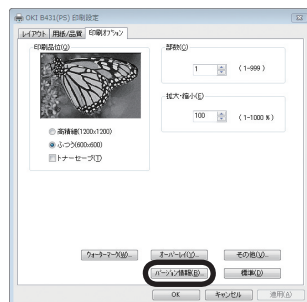 OKI B431(PS) 印刷設定
レイアウト 用紙/品質 印刷オプション
印刷品位(Q)
高精細(1200x1200)
ふつう(600x600)
トナーセーブ(T)
部数(C)
1 (1-999 )
拡大・縮小(E)
100 (1-1000 %)
ウォーターマーク(W)... オーバーレイ(Y)... その他(V)...
バージョン情報(B)... 標準(D)
OK キャンセル 適用(A)